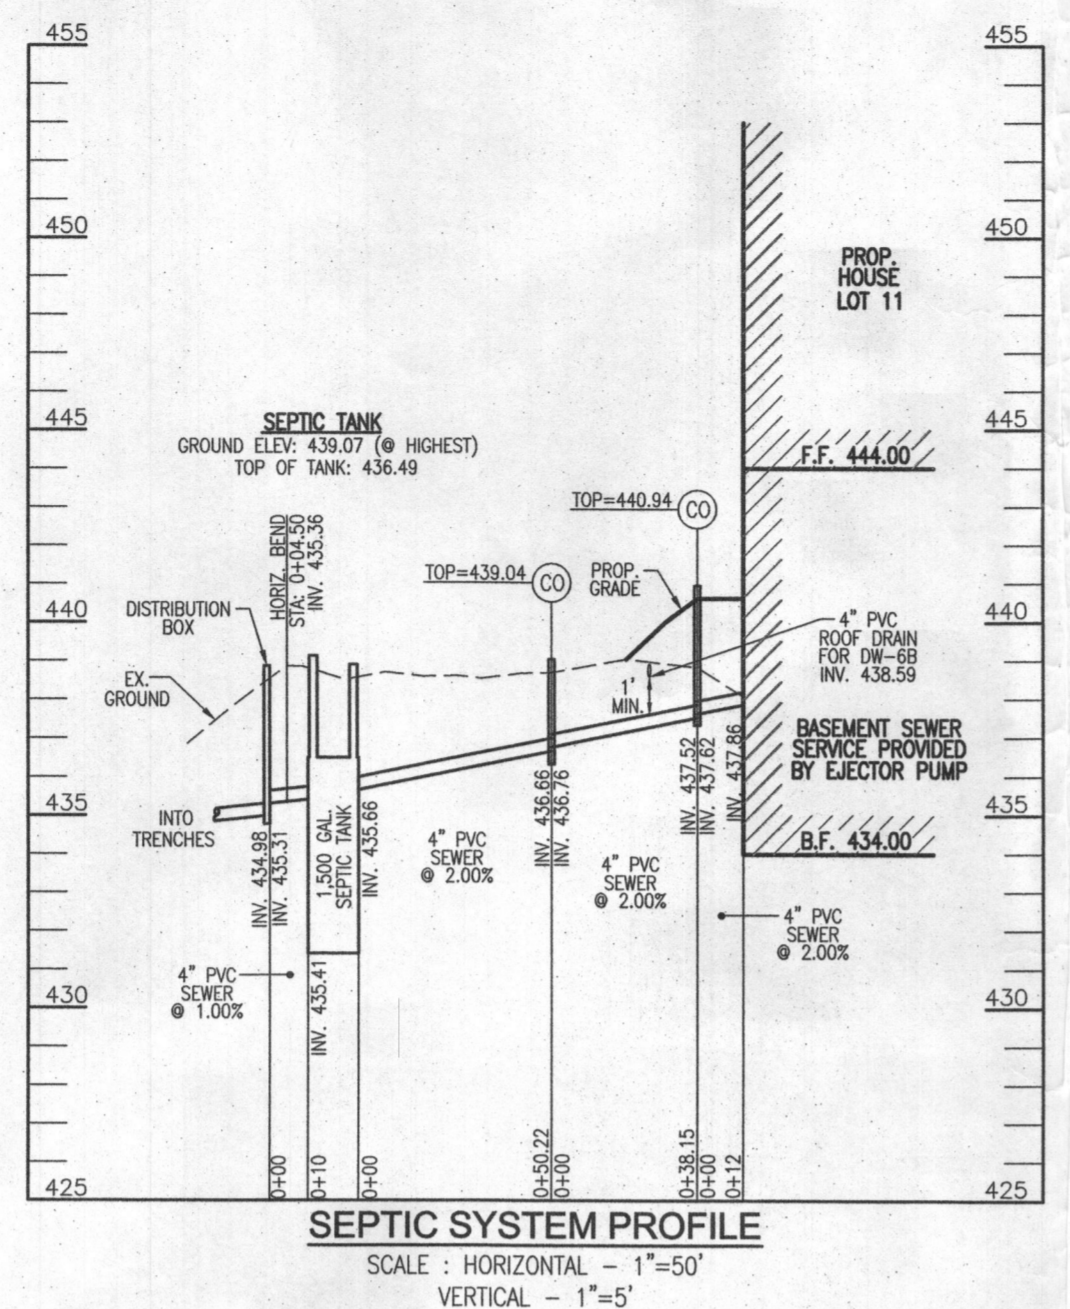 455
455
450
450
PROP.
HOUSE
LOT 11
445
445
SEPTIC TANK
GROUND ELEV: 439.07 (@ HIGHEST)
TOP OF TANK: 436.49
F.F. 444.00
TOP=440.94
CO
HORIZ. BEND
STA: 0+04.50
INV. 435.36
TOP=439.04
CO
PROP.
GRADE
440
440
DISTRIBUTION
BOX
4" PVC
ROOF DRAIN
FOR DW-6B
INV. 438.59
EX.
GROUND
1'
MIN.
BASEMENT SEWER
SERVICE PROVIDED
BY EJECTOR PUMP
435
435
INTO
TRENCHES
INV. 434.98
INV. 435.31
1,500 GAL.
SEPTIC TANK
INV. 435.66
4" PVC
SEWER
@ 2.00%
INV. 436.66
INV. 436.76
4" PVC
SEWER
@ 2.00%
INV. 437.52
INV. 437.62
INV. 437.86
B.F. 434.00
4" PVC
SEWER
@ 2.00%
4" PVC
SEWER
@ 1.00%
INV. 435.41
430
430
0+00
0+10
0+00
0+50.22
0+00
0+38.15
0+00
0+12
425
425
SEPTIC SYSTEM PROFILE
SCALE : HORIZONTAL - 1"=50'
VERTICAL - 1"=5'